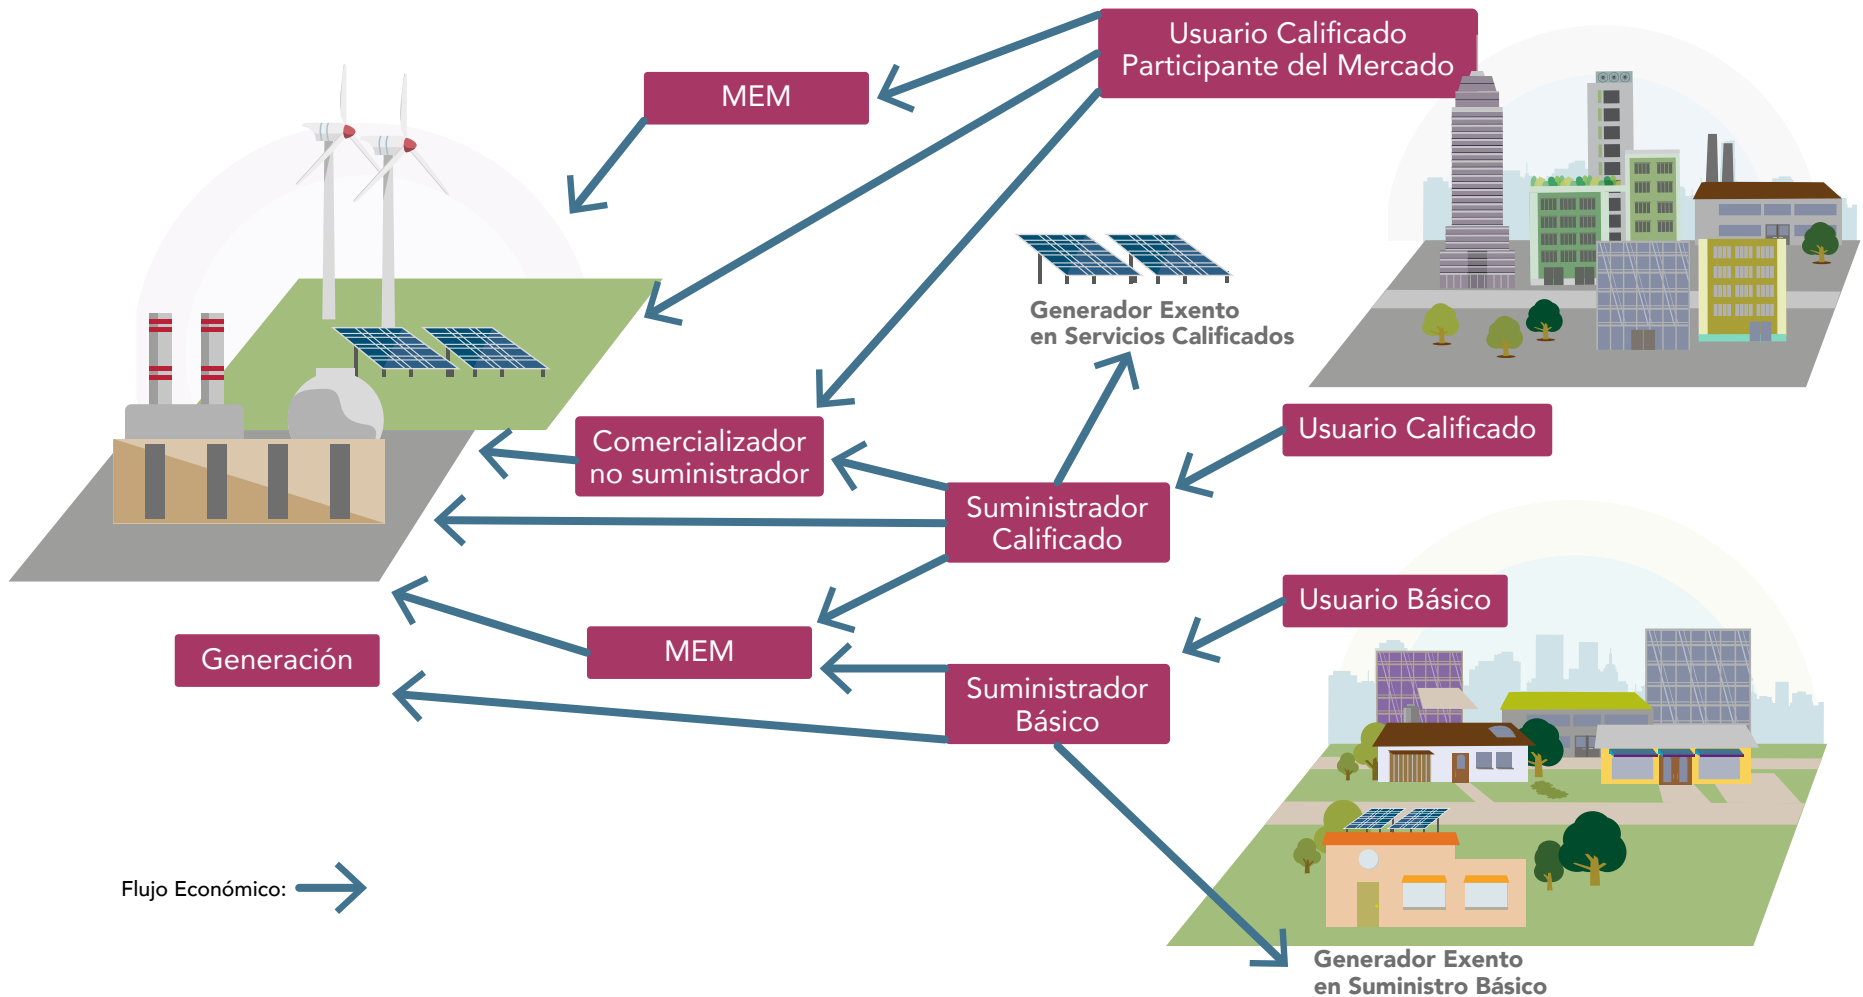 Usuario Calificado
Participante del Mercado
MEM
Generador Exento
en Servicios Calificados
Usuario Calificado
Comercializador
no suministrador
Suministrador
Calificado
Usuario Básico
MEM
Generación
Suministrador
Básico
Flujo Económico:
Generador Exento
en Suministro Básico